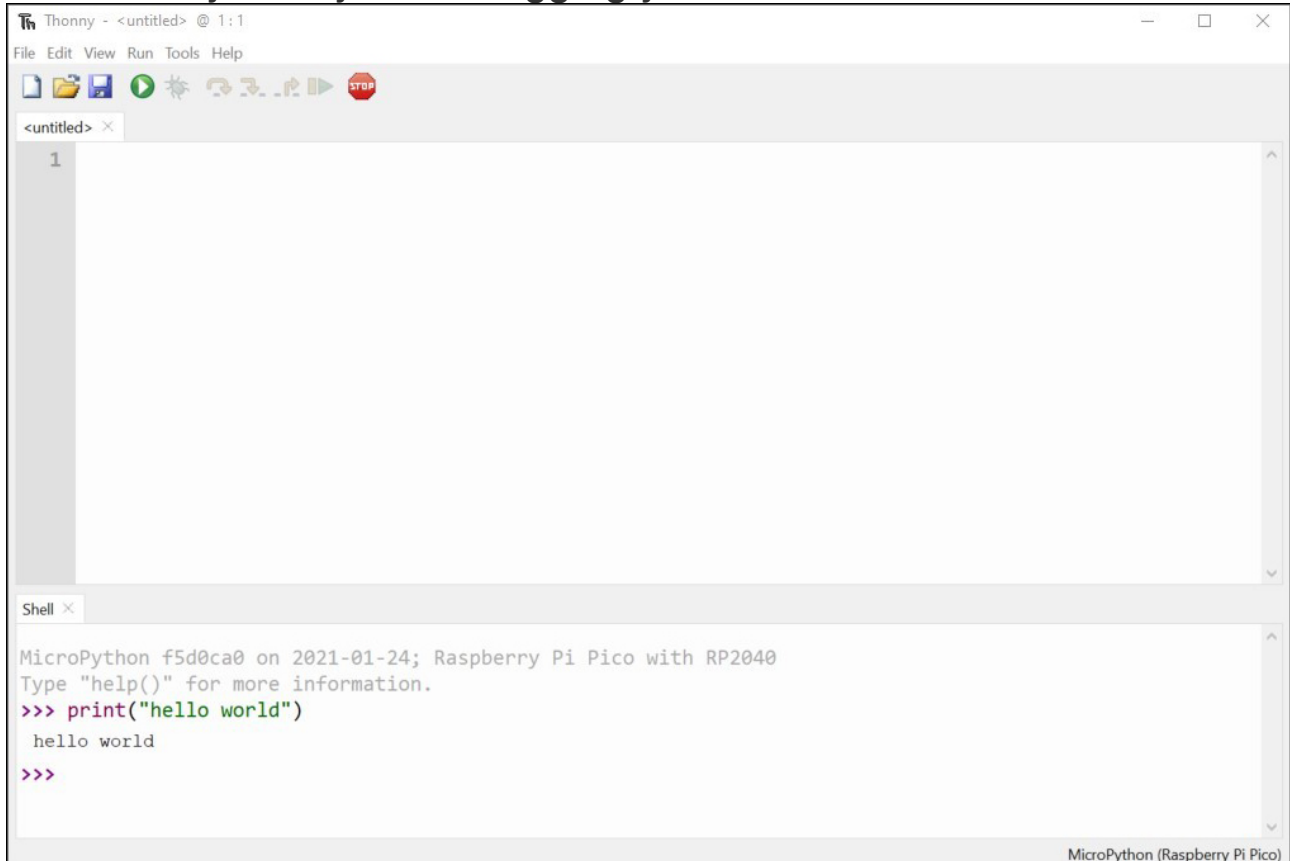 Thonny - <untitled> @ 1:1
File Edit View Run Tools Help
STOP
<untitled>
1
Shell
MicroPython f5d0ca0 on 2021-01-24; Raspberry Pi Pico with RP2040
Type "help()" for more information.
>>> print("hello world")
hello world
>>>
MicroPython (Raspberry Pi Pico)